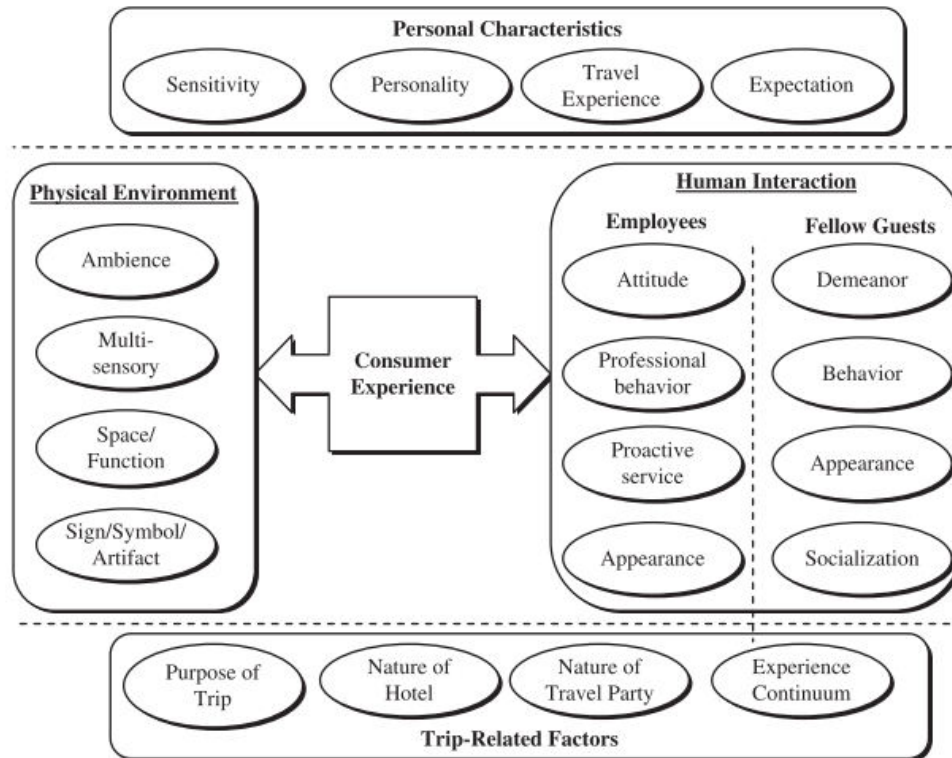 Personal Characteristics
Sensitivity
Personality
Travel
Experience
Expectation
Physical Environment
Ambience
Multi-
sensory
Space/
Function
Sign/Symbol/
Artifact
Consumer
Experience
Human Interaction
Employees
Attitude
Professional
behavior
Proactive
service
Appearance
Fellow Guests
Demeanor
Behavior
Appearance
Socialization
Purpose of
Trip
Nature of
Hotel
Nature of
Travel Party
Experience
Continuum
Trip-Related Factors